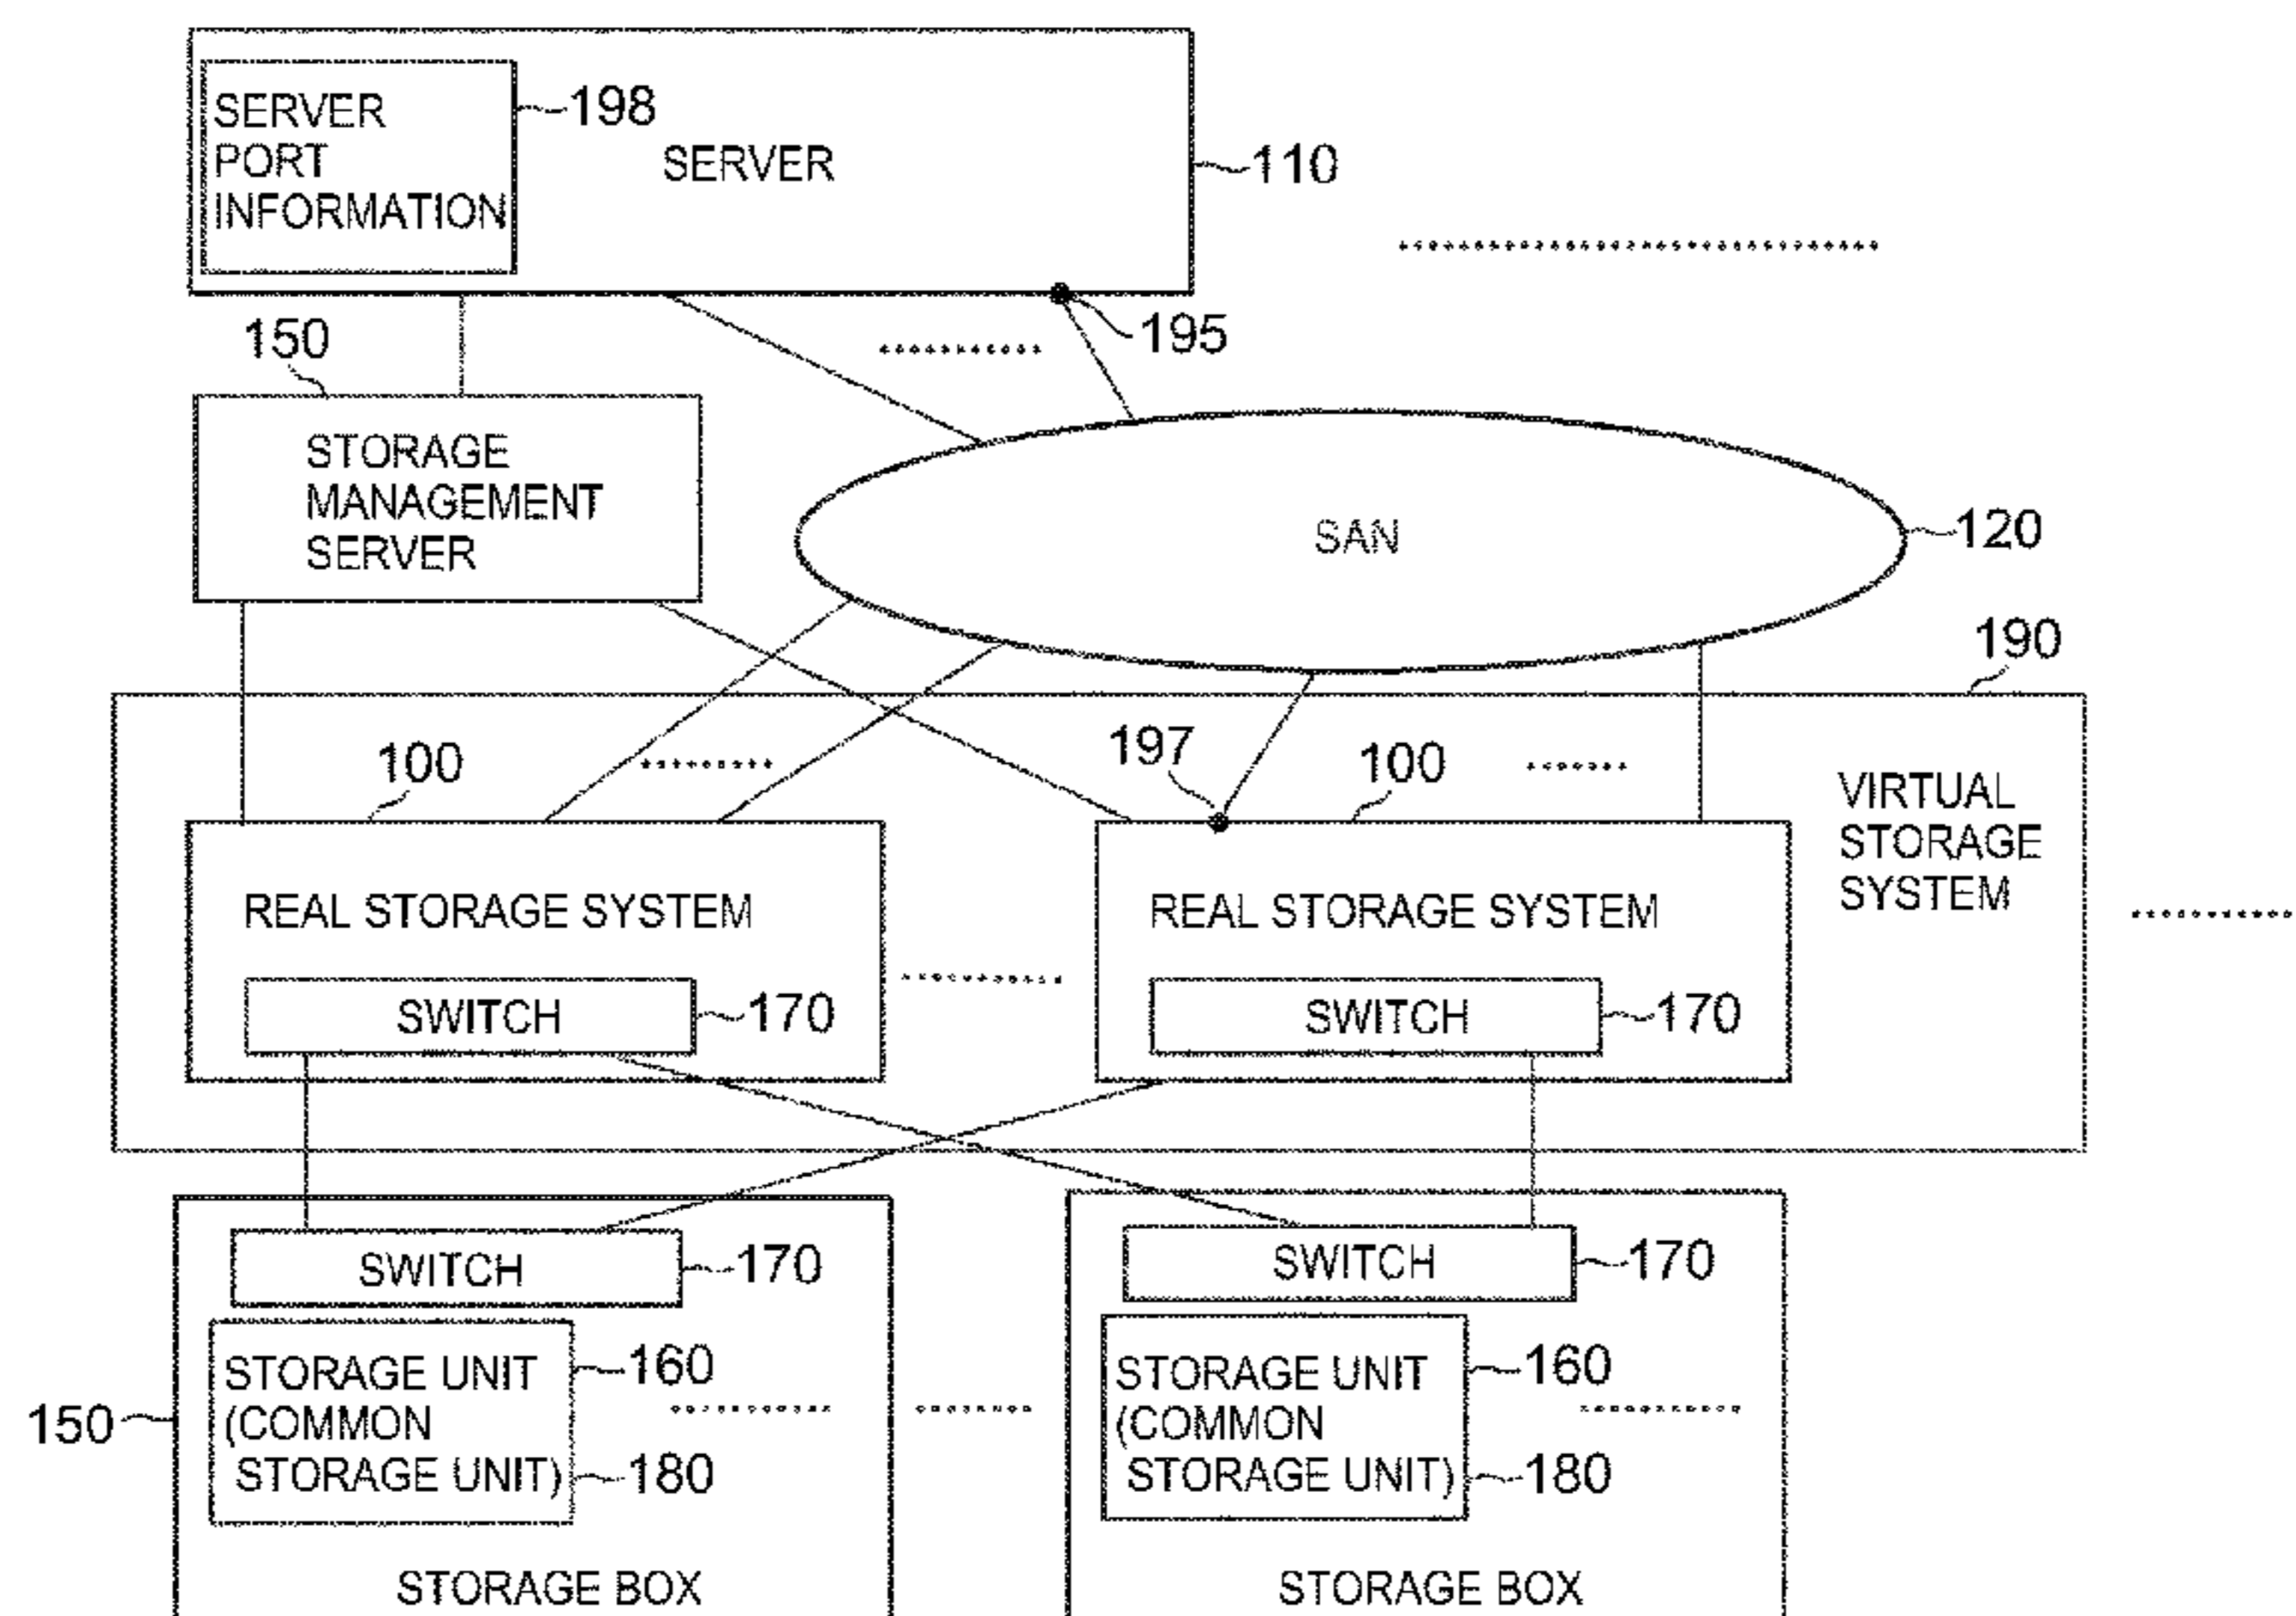 SERVER
PORT
INFORMATION
198
SERVER
110
195
150
STORAGE
MANAGEMENT
SERVER
SAN
120
190
100
197
100
VIRTUAL
STORAGE
SYSTEM
REAL STORAGE SYSTEM
REAL STORAGE SYSTEM
SWITCH
170
SWITCH
170
SWITCH
170
SWITCH
170
STORAGE UNIT
(COMMON
STORAGE UNIT)
160
180
150
STORAGE UNIT
(COMMON
STORAGE UNIT)
160
180
STORAGE BOX
STORAGE BOX